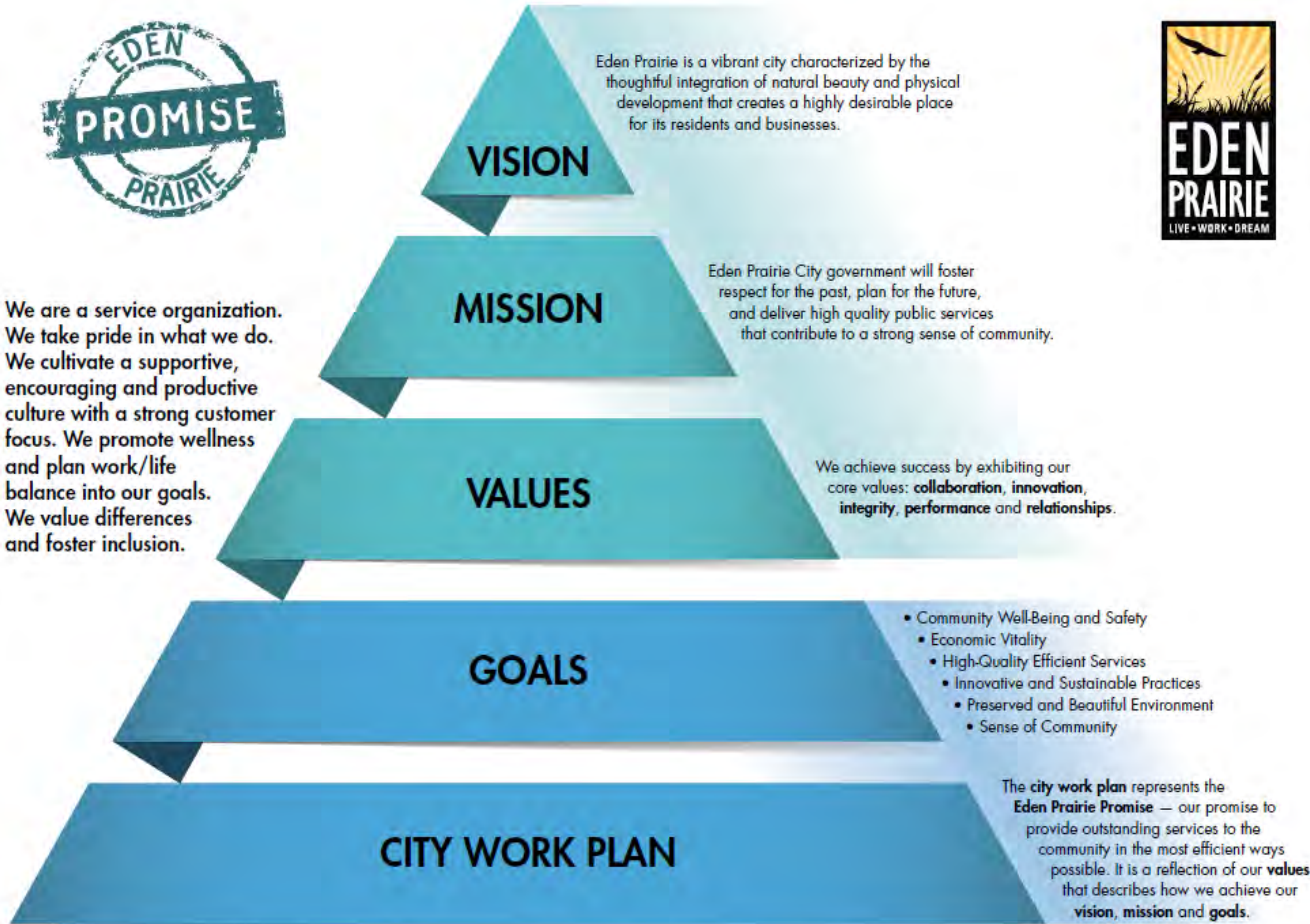 EDEN
PROMISE
PRAIRIE
Eden Prairie is a vibrant city characterized by the
thoughtful integration of natural beauty and physical
development that creates a highly desirable place
for its residents and businesses.
VISION
EDEN
PRAIRIE
LIVE•WORK•DREAM
We are a service organization.
We take pride in what we do.
We cultivate a supportive,
encouraging and productive
culture with a strong customer
focus. We promote wellness
and plan work/life
balance into our goals.
We value differences
and foster inclusion.
MISSION
Eden Prairie City government will foster
respect for the past, plan for the future,
and deliver high quality public services
that contribute to a strong sense of community.
VALUES
We achieve success by exhibiting our
core values: collaboration, innovation,
integrity, performance and relationships.
GOALS
• Community Well-Being and Safety
• Economic Vitality
• High-Quality Efficient Services
• Innovative and Sustainable Practices
• Preserved and Beautiful Environment
• Sense of Community
CITY WORK PLAN
The city work plan represents the
Eden Prairie Promise — our promise to
provide outstanding services to the
community in the most efficient ways
possible. It is a reflection of our values
that describes how we achieve our
vision, mission and goals.